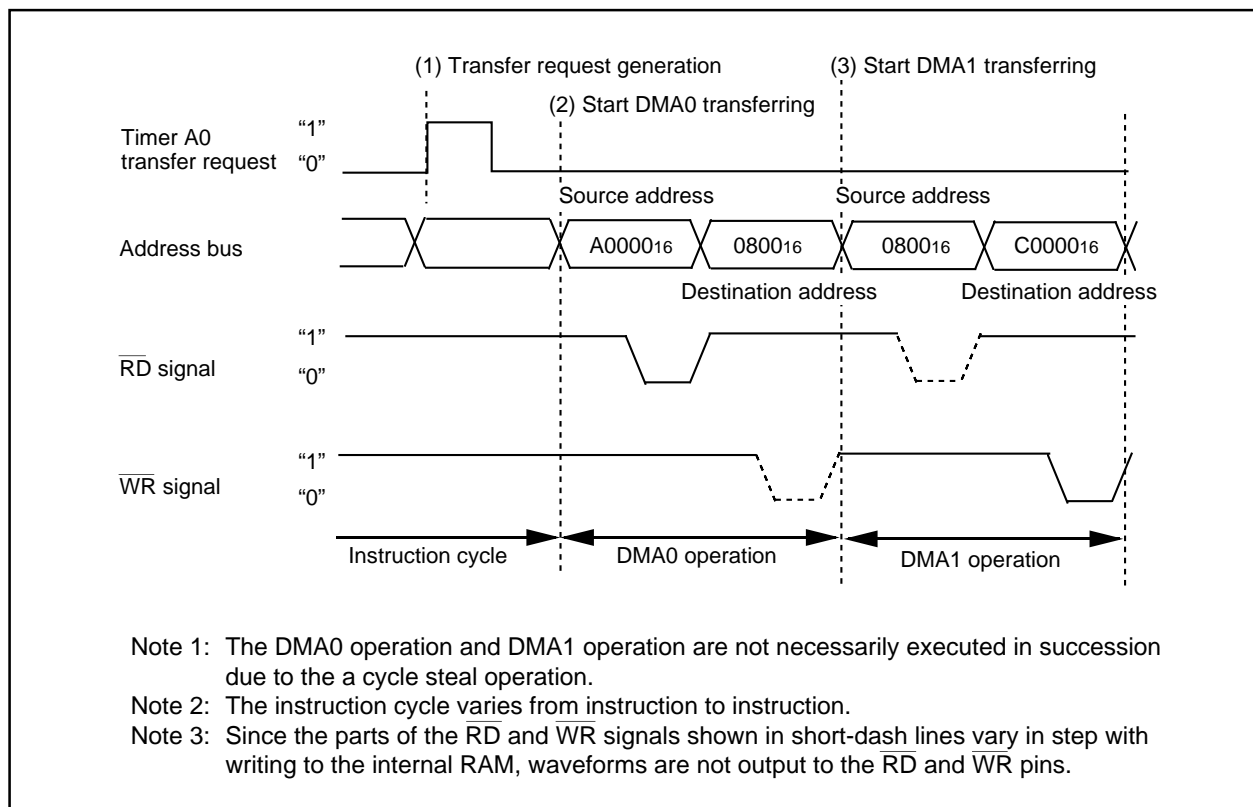 (1) Transfer request generation
(3) Start DMA1 transferring
(2) Start DMA0 transferring
Timer A0
transfer request
“1”
“0”
Source address
Source address
Address bus
A000016
080016
080016
C000016
Destination address
Destination address
RD signal
“1”
“0”
WR signal
“1”
“0”
Instruction cycle
DMA0 operation
DMA1 operation
Note 1: The DMA0 operation and DMA1 operation are not necessarily executed in succession
due to the a cycle steal operation.
Note 2: The instruction cycle varies from instruction to instruction.
Note 3: Since the parts of the RD and WR signals shown in short-dash lines vary in step with
writing to the internal RAM, waveforms are not output to the RD and WR pins.